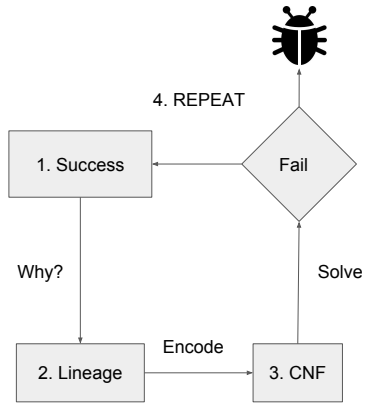 4. REPEAT
1. Success
Fail
Why?
Solve
Encode
2. Lineage
3. CNF